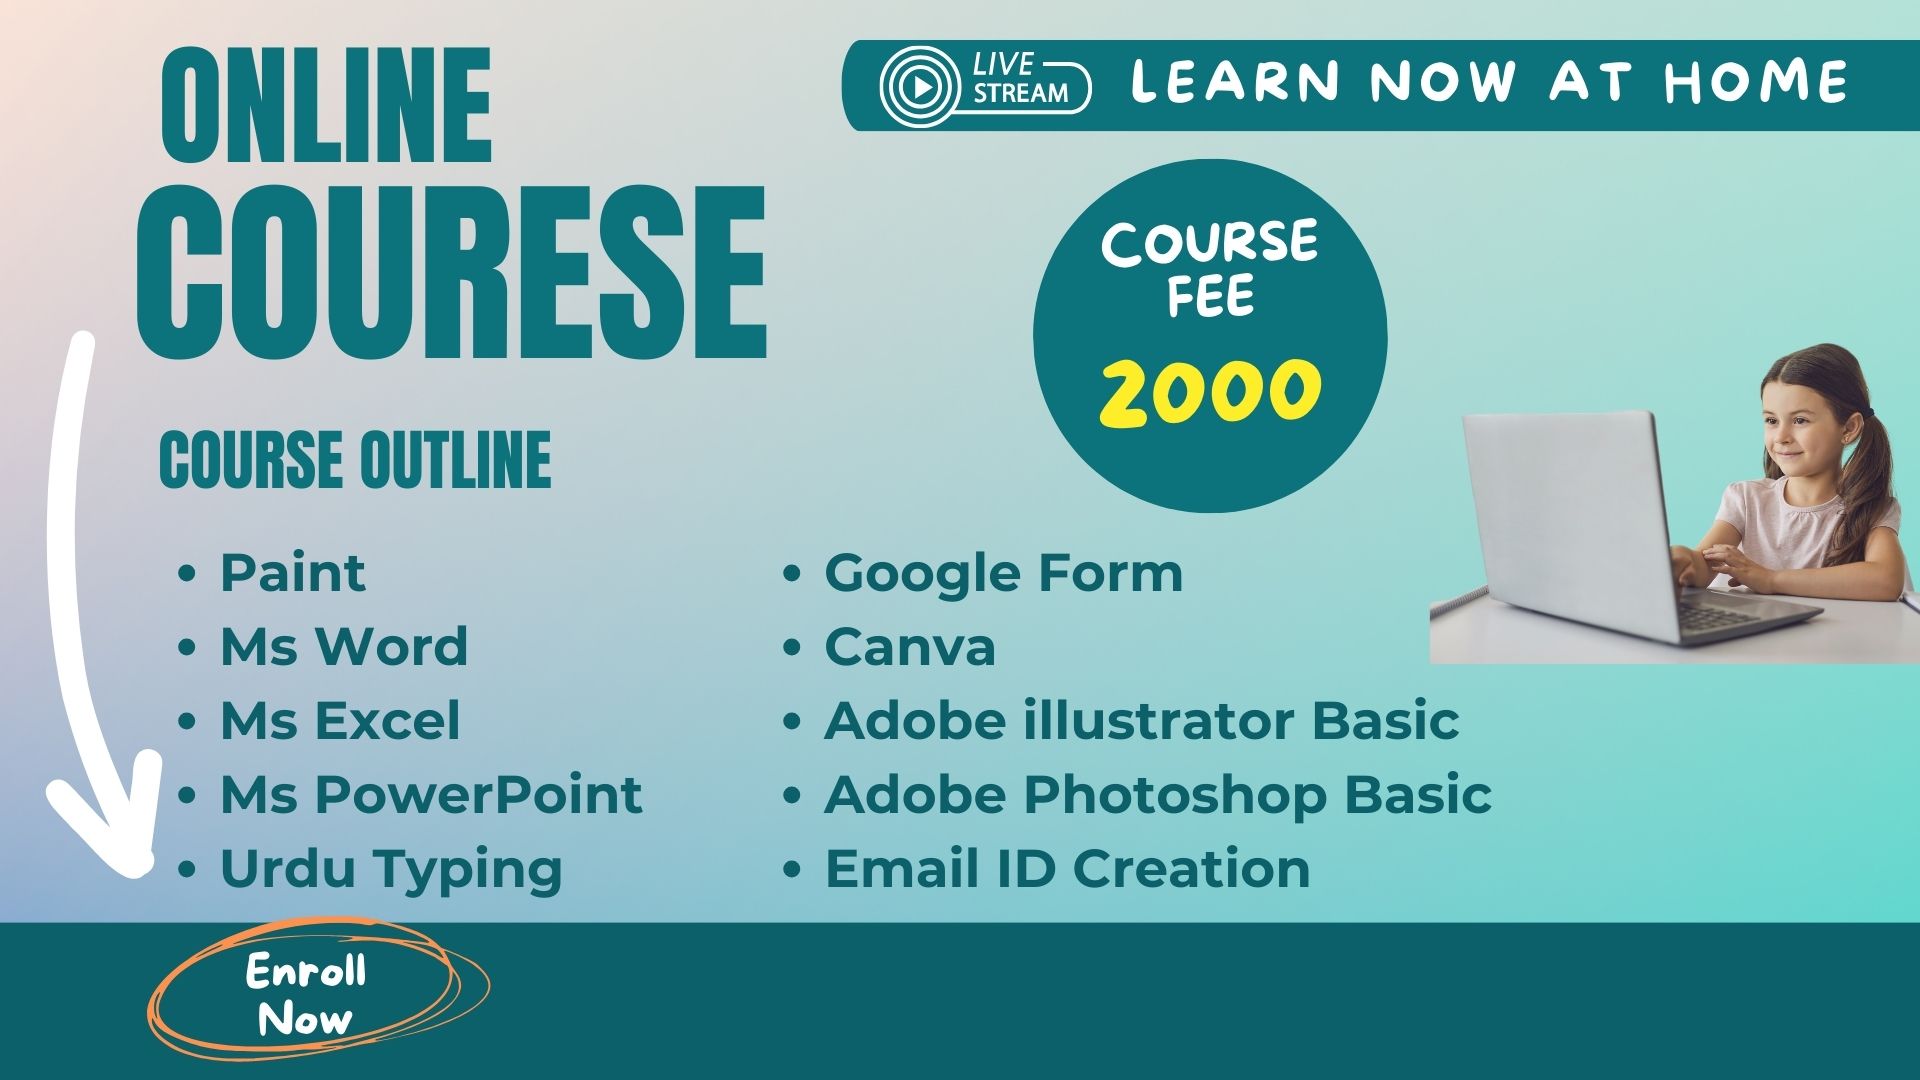 ONLINE
COURESE
LIVE
STREAM
LEARN NOW AT HOME
COURSE
FEE
2000
COURSE OUTLINE
• Paint
• Ms Word
• Ms Excel
• Ms PowerPoint
• Urdu Typing
• Google Form
• Canva
• Adobe illustrator Basic
• Adobe Photoshop Basic
• Email ID Creation
Enroll
Now